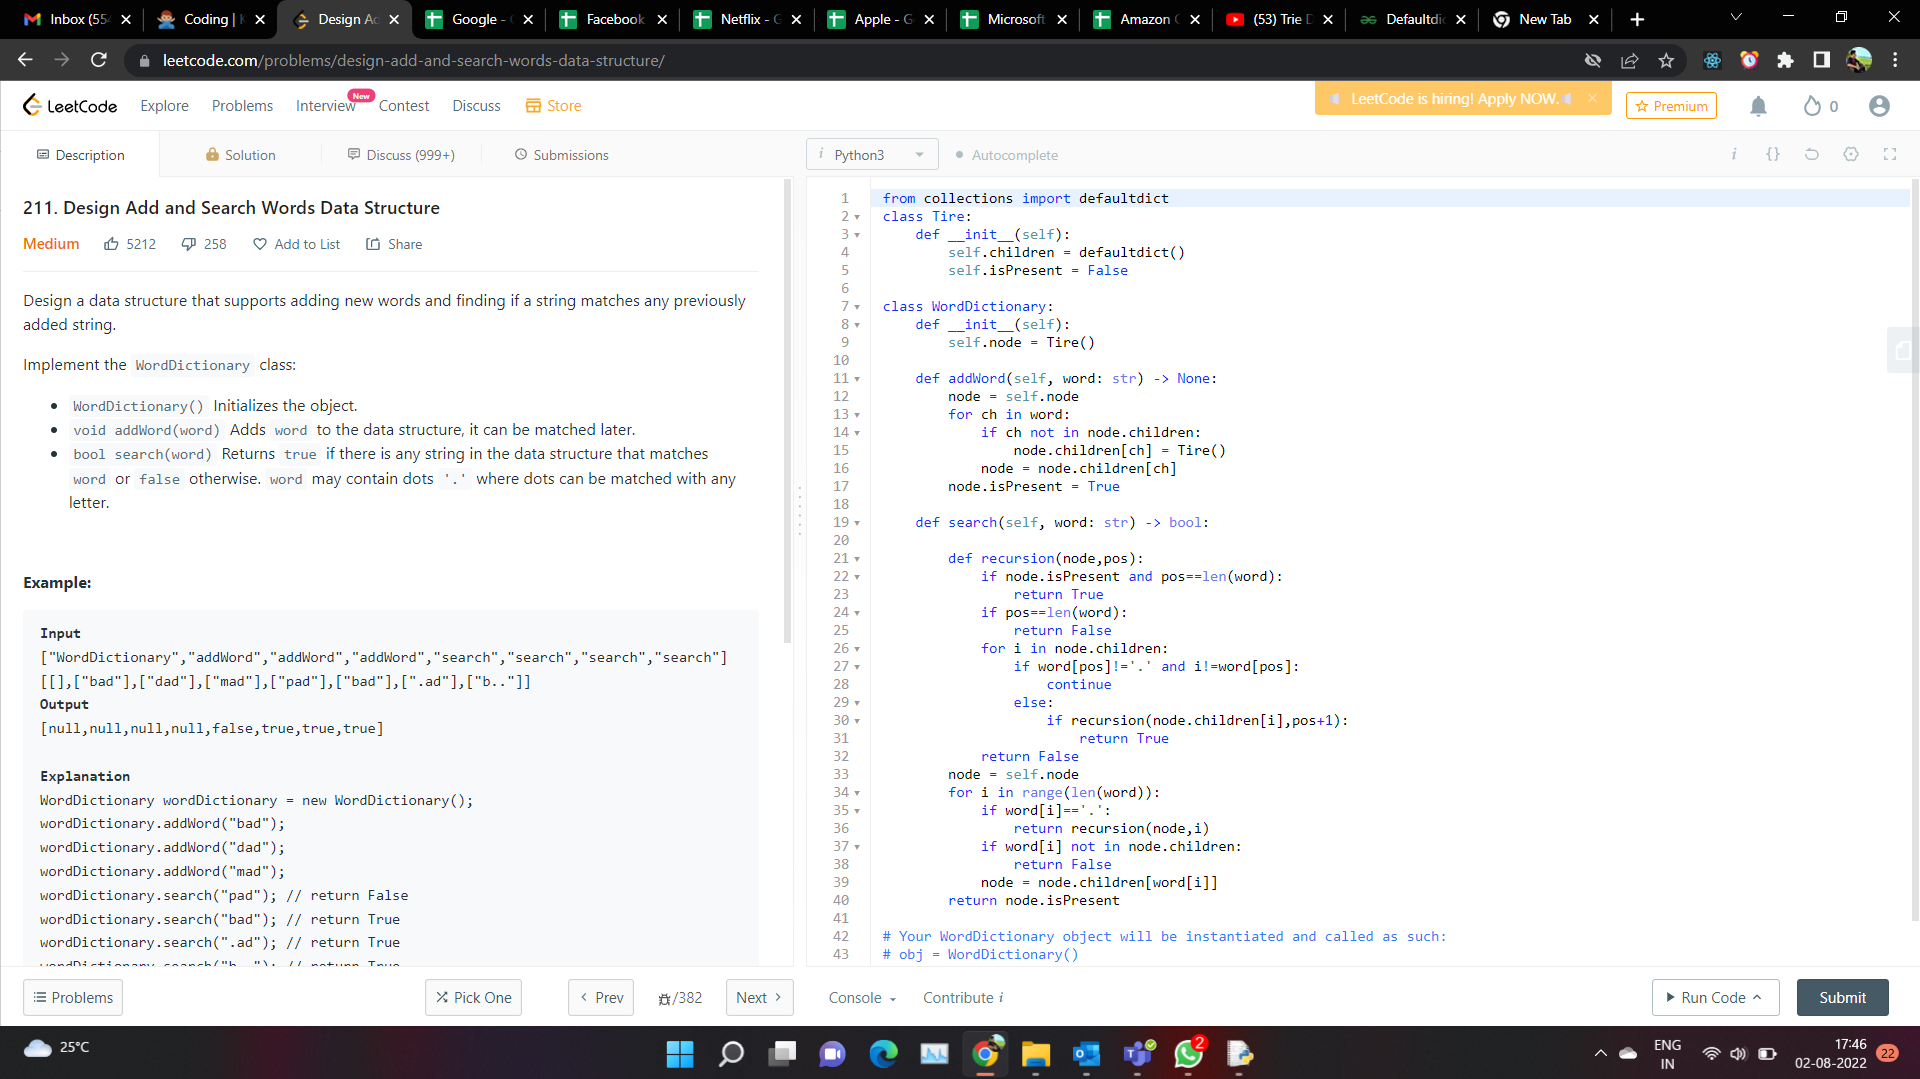 Inbox (55
Coding |
Design Ad
Google - G
Facebook
Netflix - G
Apple - G
Microsoft
Amazon
(53) Trie D
Defaultdic
New Tab
leetcode.com/problems/design-add-and-search-words-data-structure/
LeetCode
Explore
Problems
Interview
New
Contest
Discuss
Store
LeetCode is hiring! Apply NOW.
Premium
0
Description
Solution
Discuss (999+)
Submissions
i Python3
Autocomplete
i
{}
211. Design Add and Search Words Data Structure
Medium
5212
258
Add to List
Share
Design a data structure that supports adding new words and finding if a string matches any previously
added string.
Implement the WordDictionary class:
• WordDictionary() Initializes the object.
• void addWord(word) Adds word to the data structure, it can be matched later.
• bool search(word) Returns true if there is any string in the data structure that matches
word or false otherwise. word may contain dots '.' where dots can be matched with any
letter.
Example:
Input
["WordDictionary","addWord","addWord","addWord","search","search","search","search"]
[[],["bad"],["dad"],["mad"],["pad"],["bad"],[".ad"],["b.."]]
Output
[null,null,null,null,false,true,true,true]
Explanation
WordDictionary wordDictionary = new WordDictionary();
wordDictionary.addWord("bad");
wordDictionary.addWord("dad");
wordDictionary.addWord("mad");
wordDictionary.search("pad"); // return False
wordDictionary.search("bad"); // return True
wordDictionary.search(".ad"); // return True
wordDictionary.search("b.."); // return True
1 from collections import defaultdict
2 class Tire:
3 def __init__(self):
4 self.children = defaultdict()
5 self.isPresent = False
6
7 class WordDictionary:
8 def __init__(self):
9 self.node = Tire()
10
11 def addWord(self, word: str) -> None:
12 node = self.node
13 for ch in word:
14 if ch not in node.children:
15 node.children[ch] = Tire()
16 node = node.children[ch]
17 node.isPresent = True
18
19 def search(self, word: str) -> bool:
20
21 def recursion(node,pos):
22 if node.isPresent and pos==len(word):
23 return True
24 if pos==len(word):
25 return False
26 for i in node.children:
27 if word[pos]!='.' and i!=word[pos]:
28 continue
29 else:
30 if recursion(node.children[i],pos+1):
31 return True
32 return False
33 node = self.node
34 for i in range(len(word)):
35 if word[i]=='.':
36 return recursion(node,i)
37 if word[i] not in node.children:
38 return False
39 node = node.children[word[i]]
40 return node.isPresent
41
42 # Your WordDictionary object will be instantiated and called as such:
43 # obj = WordDictionary()
Problems
Pick One
Prev
/382
Next
Console
Contribute i
Run Code
Submit
25°C
2
ENG
IN
17:46
02-08-2022
22